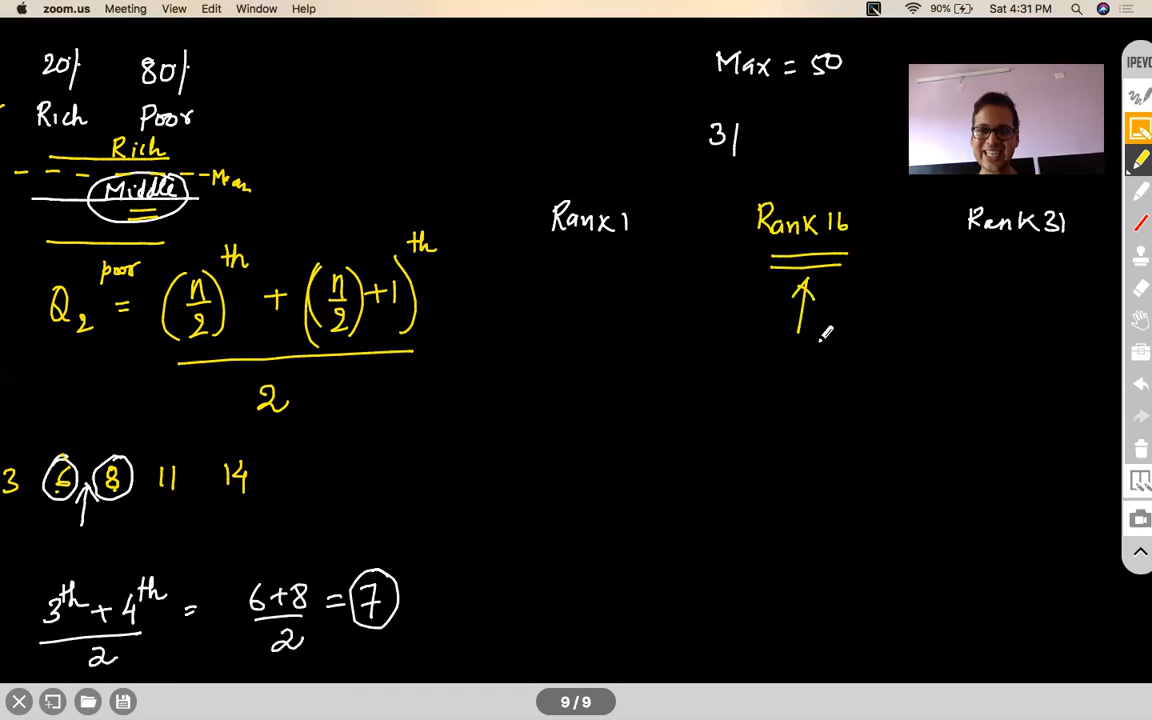 zoom.us Meeting View Edit Window Help 90% Sat 4:31 PM
20% 80%
Rich Poor
Rich
Mean
Middle
poor
Q2 = (n/2)th + ((n/2)+1)th
2
3 6 8 11 14
3th + 4th = 6+8 = 7
2 2
Max = 50
31
Rank 1 Rank 16 Rank 31
IPEVO
9 / 9